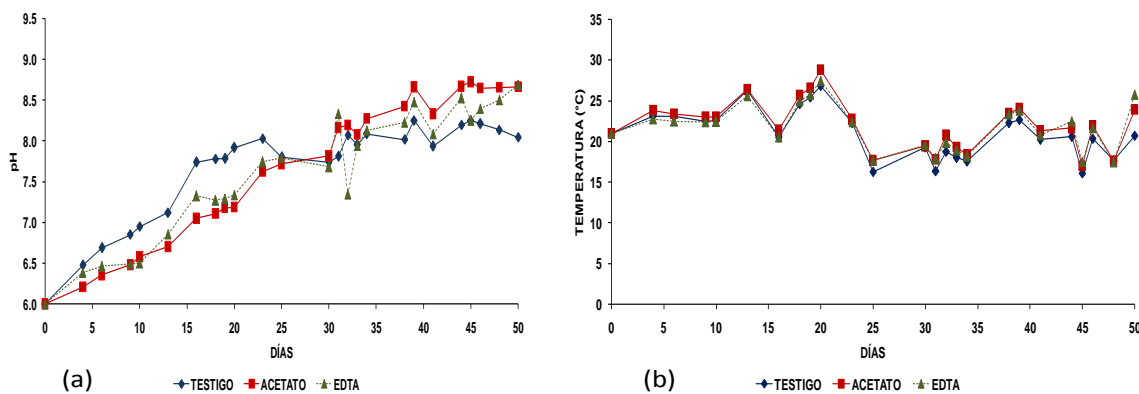 9.5
9.0
8.5
8.0
7.5
7.0
6.5
6.0
pH
0 5 10 15 20 25 30 35 40 45 50
DÍAS
(a)
TESTIGO ACETATO EDTA
35
30
25
20
15
10
5
0
TEMPERATURA (°C)
0 5 10 15 20 25 30 35 40 45 50
DÍAS
(b)
TESTIGO ACETATO EDTA